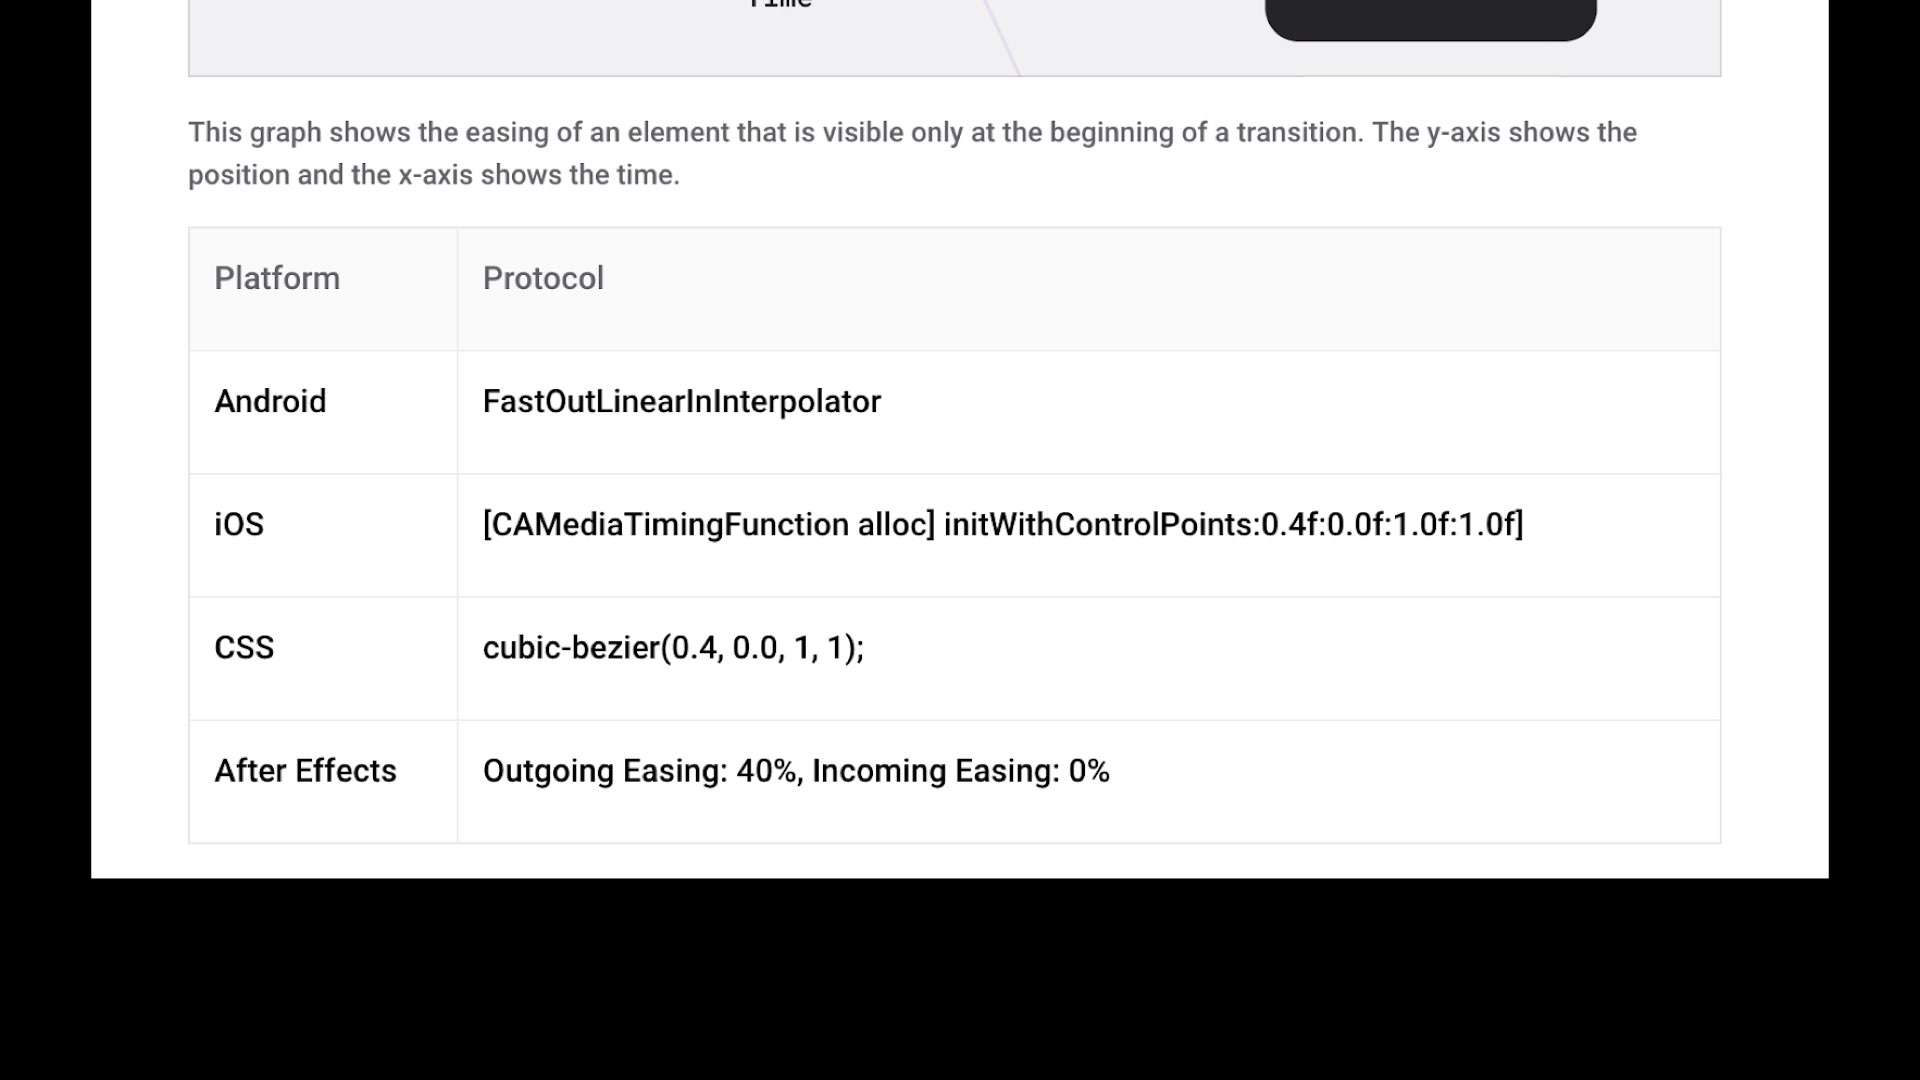 Time
This graph shows the easing of an element that is visible only at the beginning of a transition. The y-axis shows the
position and the x-axis shows the time.
Platform Protocol
Android FastOutLinearInInterpolator
iOS [CAMediaTimingFunction alloc] initWithControlPoints:0.4f:0.0f:1.0f:1.0f]
CSS cubic-bezier(0.4, 0.0, 1, 1);
After Effects Outgoing Easing: 40%, Incoming Easing: 0%